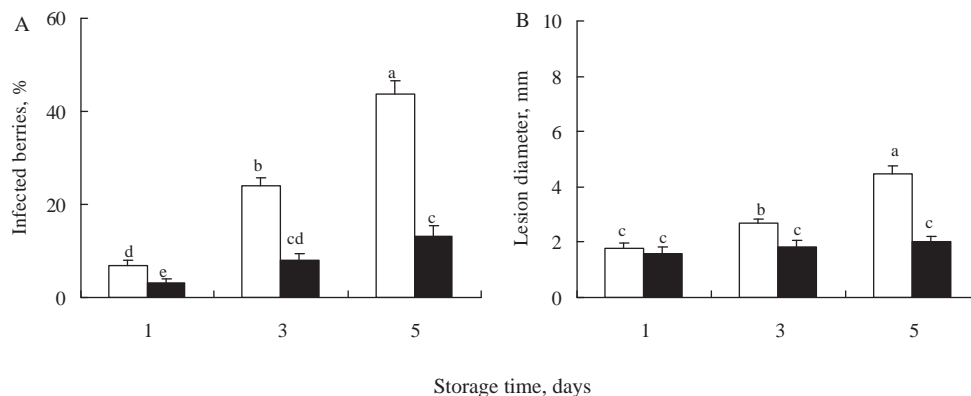 A
60
40
20
0
Infected berries, %
d
e
b
cd
a
c
1
3
5
B
10
8
6
4
2
0
Lesion diameter, mm
c
c
b
c
a
c
1
3
5
Storage time, days